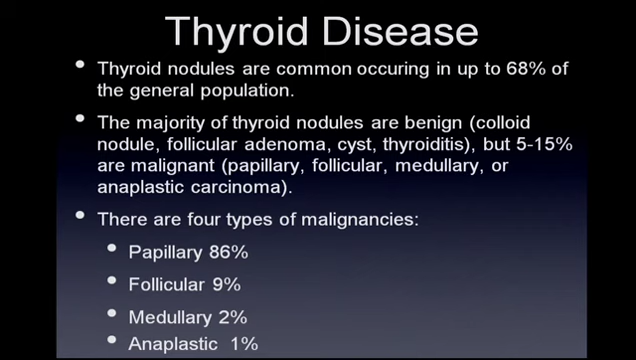 Thyroid Disease
• Thyroid nodules are common occuring in up to 68% of
the general population.
• The majority of thyroid nodules are benign (colloid
nodule, follicular adenoma, cyst, thyroiditis), but 5-15%
are malignant (papillary, follicular, medullary, or
anaplastic carcinoma).
• There are four types of malignancies:
• Papillary 86%
• Follicular 9%
• Medullary 2%
• Anaplastic 1%